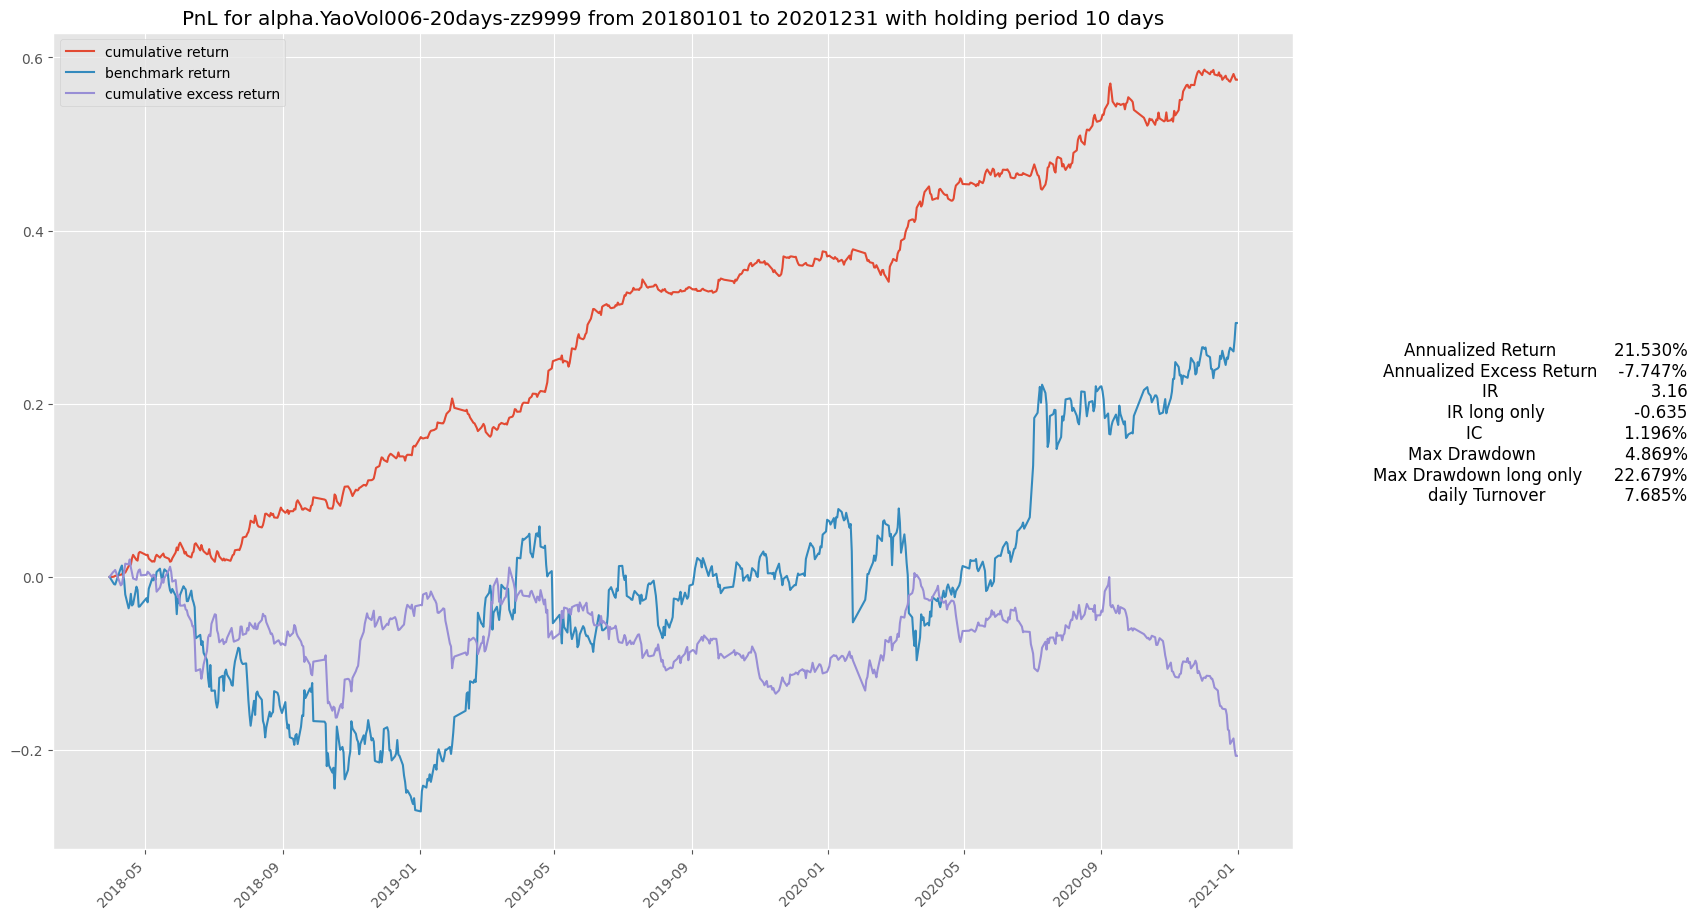 PnL for alpha.YaoVol006-20days-zz9999 from 20180101 to 20201231 with holding period 10 days
cumulative return
benchmark return
cumulative excess return
0.6
0.4
0.2
0.0
−0.2
2018-05
2018-09
2019-01
2019-05
2019-09
2020-01
2020-05
2020-09
2021-01
Annualized Return 21.530%
Annualized Excess Return -7.747%
IR 3.16
IR long only -0.635
IC 1.196%
Max Drawdown 4.869%
Max Drawdown long only 22.679%
daily Turnover 7.685%